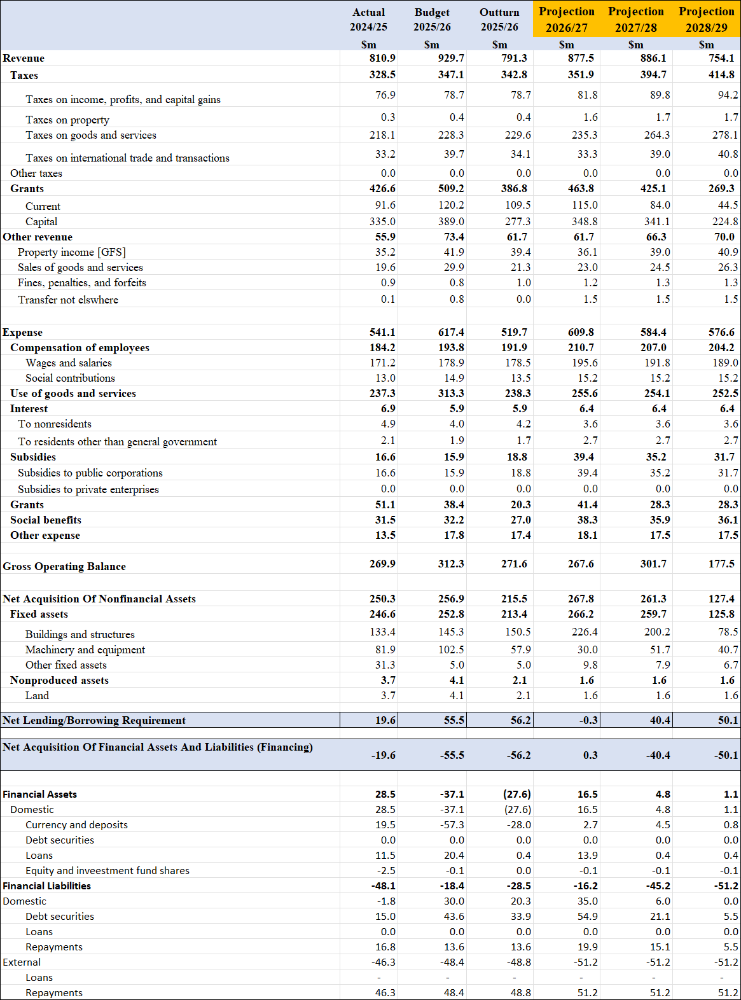 Actual Budget Outturn Projection Projection Projection
2024/25 2025/26 2025/26 2026/27 2027/28 2028/29
$m $m $m $m $m $m
Revenue 810.9 929.7 791.3 877.5 886.1 754.1
Taxes 328.5 347.1 342.8 351.9 394.7 414.8
Taxes on income, profits, and capital gains 76.9 78.7 78.7 81.8 89.8 94.2
Taxes on property 0.3 0.4 0.4 1.6 1.7 1.7
Taxes on goods and services 218.1 228.3 229.6 235.3 264.3 278.1
Taxes on international trade and transactions 33.2 39.7 34.1 33.3 39.0 40.8
Other taxes 0.0 0.0 0.0 0.0 0.0 0.0
Grants 426.6 509.2 386.8 463.8 425.1 269.3
Current 91.6 120.2 109.5 115.0 84.0 44.5
Capital 335.0 389.0 277.3 348.8 341.1 224.8
Other revenue 55.9 73.4 61.7 61.7 66.3 70.0
Property income [GFS] 35.2 41.9 39.4 36.1 39.0 40.9
Sales of goods and services 19.6 29.9 21.3 23.0 24.5 26.3
Fines, penalties, and forfeits 0.9 0.8 1.0 1.2 1.3 1.3
Transfer not elswhere 0.1 0.8 0.0 1.5 1.5 1.5
Expense 541.1 617.4 519.7 609.8 584.4 576.6
Compensation of employees 184.2 193.8 191.9 210.7 207.0 204.2
Wages and salaries 171.2 178.9 178.5 195.6 191.8 189.0
Social contributions 13.0 14.9 13.5 15.2 15.2 15.2
Use of goods and services 237.3 313.3 238.3 255.6 254.1 252.5
Interest 6.9 5.9 5.9 6.4 6.4 6.4
To nonresidents 4.9 4.0 4.2 3.6 3.6 3.6
To residents other than general government 2.1 1.9 1.7 2.7 2.7 2.7
Subsidies 16.6 15.9 18.8 39.4 35.2 31.7
Subsidies to public corporations 16.6 15.9 18.8 39.4 35.2 31.7
Subsidies to private enterprises 0.0 0.0 0.0 0.0 0.0 0.0
Grants 51.1 38.4 20.3 41.4 28.3 28.3
Social benefits 31.5 32.2 27.0 38.3 35.9 36.1
Other expense 13.5 17.8 17.4 18.1 17.5 17.5
Gross Operating Balance 269.9 312.3 271.6 267.6 301.7 177.5
Net Acquisition Of Nonfinancial Assets 250.3 256.9 215.5 267.8 261.3 127.4
Fixed assets 246.6 252.8 213.4 266.2 259.7 125.8
Buildings and structures 133.4 145.3 150.5 226.4 200.2 78.5
Machinery and equipment 81.9 102.5 57.9 30.0 51.7 40.7
Other fixed assets 31.3 5.0 5.0 9.8 7.9 6.7
Nonproduced assets 3.7 4.1 2.1 1.6 1.6 1.6
Land 3.7 4.1 2.1 1.6 1.6 1.6
Net Lending/Borrowing Requirement 19.6 55.5 56.2 -0.3 40.4 50.1
Net Acquisition Of Financial Assets And Liabilities (Financing) -19.6 -55.5 -56.2 0.3 -40.4 -50.1
Financial Assets 28.5 -37.1 (27.6) 16.5 4.8 1.1
Domestic 28.5 -37.1 (27.6) 16.5 4.8 1.1
Currency and deposits 19.5 -57.3 -28.0 2.7 4.5 0.8
Debt securities 0.0 0.0 0.0 0.0 0.0 0.0
Loans 11.5 20.4 0.4 13.9 0.4 0.4
Equity and inveestment fund shares -2.5 -0.1 0.0 -0.1 -0.1 -0.1
Financial Liabilities -48.1 -18.4 -28.5 -16.2 -45.2 -51.2
Domestic -1.8 30.0 20.3 35.0 6.0 0.0
Debt securities 15.0 43.6 33.9 54.9 21.1 5.5
Loans 0.0 0.0 0.0 0.0 0.0 0.0
Repayments 16.8 13.6 13.6 19.9 15.1 5.5
External -46.3 -48.4 -48.8 -51.2 -51.2 -51.2
Loans - - - - - -
Repayments 46.3 48.4 48.8 51.2 51.2 51.2